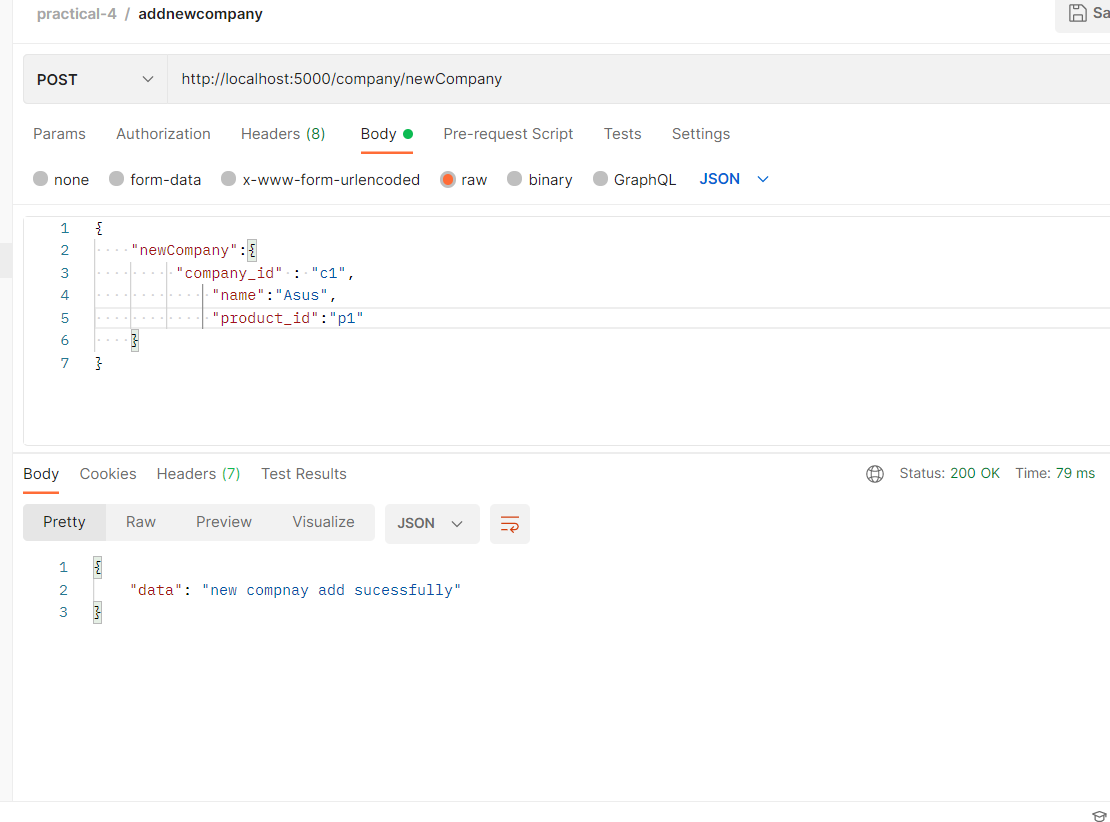 practical-4 / addnewcompany
Sa
POST http://localhost:5000/company/newCompany
Params Authorization Headers (8) Body Pre-request Script Tests Settings
none form-data x-www-form-urlencoded raw binary GraphQL JSON
1 {
2 "newCompany":{
3 "company_id" : "c1",
4 "name":"Asus",
5 "product_id":"p1"
6 }
7 }
Body Cookies Headers (7) Test Results Status: 200 OK Time: 79 ms
Pretty Raw Preview Visualize JSON
1 {
2 "data": "new compnay add sucessfully"
3 }